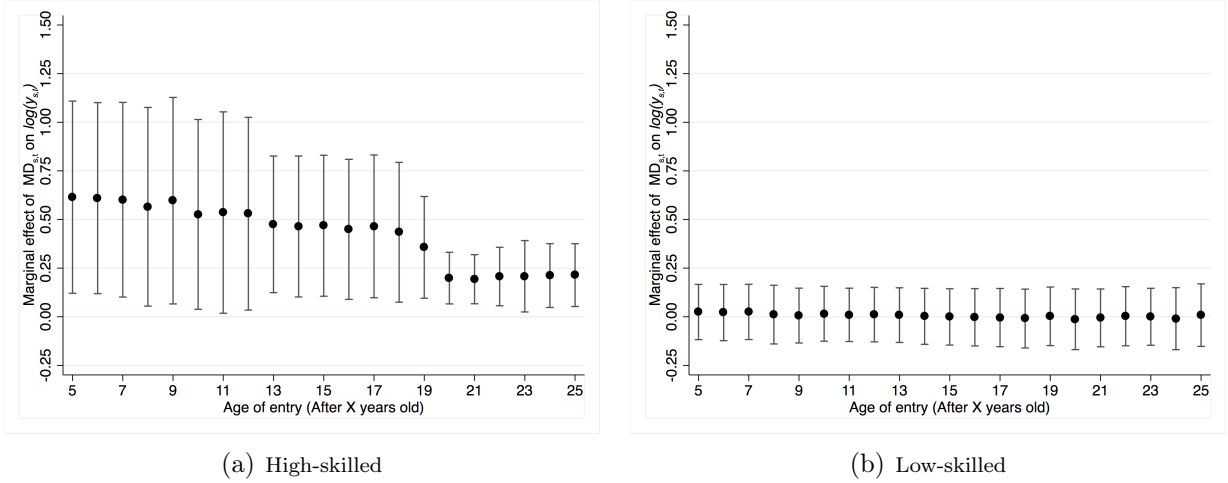 Marginal effect of MD_{s,t} on log(y_{s,t})
1.50
1.25
1.00
0.75
0.50
0.25
0.00
-0.25
5 7 9 11 13 15 17 19 21 23 25
Age of entry (After X years old)
(a) High-skilled
Marginal effect of MD_{s,t} on log(y_{s,t})
1.50
1.25
1.00
0.75
0.50
0.25
0.00
-0.25
5 7 9 11 13 15 17 19 21 23 25
Age of entry (After X years old)
(b) Low-skilled